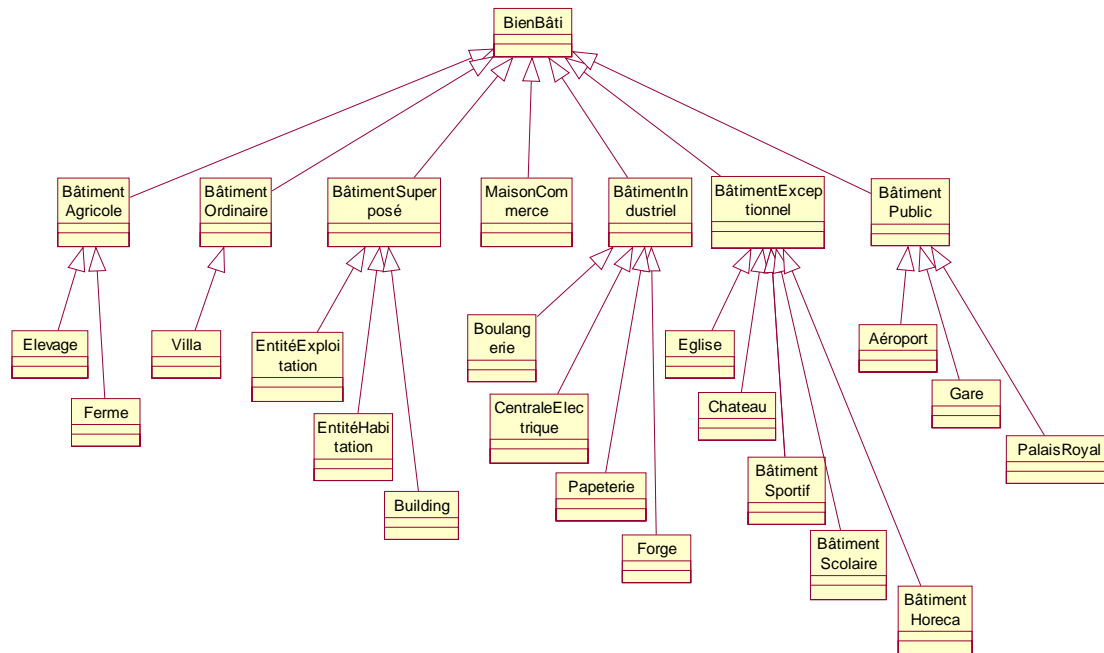 BienBâti
Bâtiment
Agricole
Bâtiment
Ordinaire
BâtimentSuper
posé
MaisonCom
merce
BâtimentIn
dustriel
BâtimentExcep
tionnel
Bâtiment
Public
Elevage
Ferme
Villa
EntitéExploi
tation
EntitéHabi
tation
Building
Boulang
erie
CentraleElec
trique
Papeterie
Forge
Eglise
Chateau
Bâtiment
Sportif
Bâtiment
Scolaire
Bâtiment
Horeca
Aéroport
Gare
PalaisRoyal